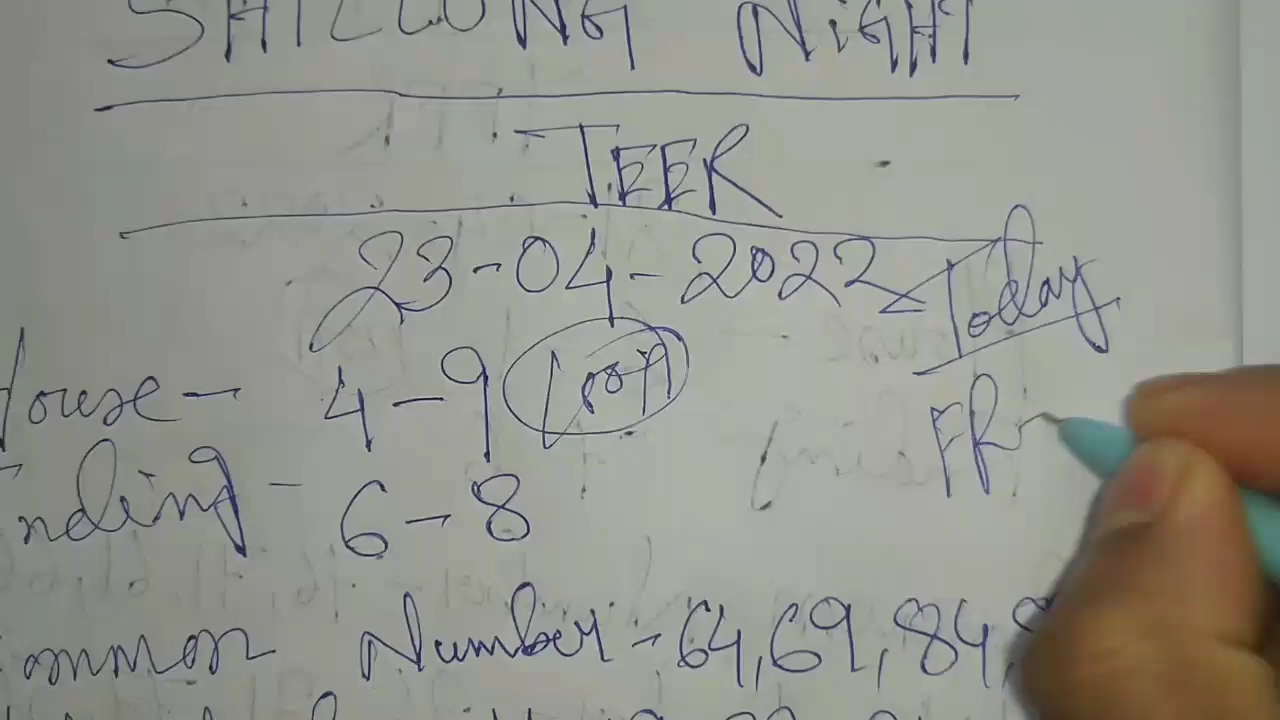 SHILLONG NiGHT
TEER
23-04-2022 Today
House - 4-9 100% FR
Ending - 6-8
Common Number - 64, 69, 84,